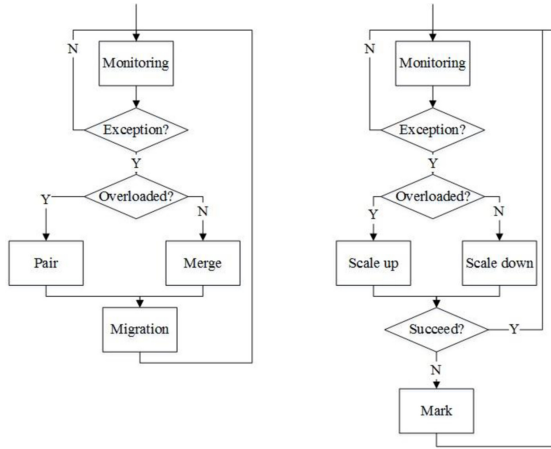 N
Monitoring
Exception?
Y
Overloaded?
Y
N
Pair
Merge
Migration
N
Monitoring
Exception?
Y
Overloaded?
Y
N
Scale up
Scale down
Succeed?
Y
N
Mark